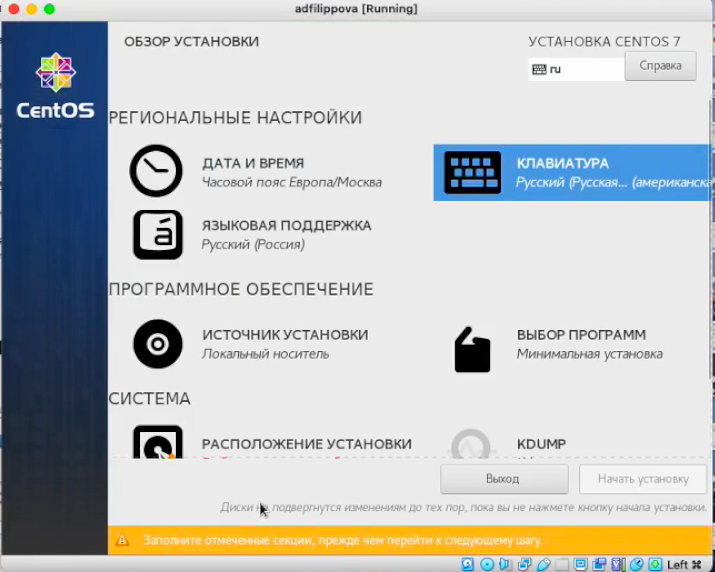 adfilippova [Running]
ОБЗОР УСТАНОВКИ
УСТАНОВКА CENTOS 7
ru
Справка
CentOS
РЕГИОНАЛЬНЫЕ НАСТРОЙКИ
ДАТА И ВРЕМЯ
Часовой пояс Европа/Москва
КЛАВИАТУРА
Русский (Русская... (американска
ЯЗЫКОВАЯ ПОДДЕРЖКА
Русский (Россия)
ПРОГРАММНОЕ ОБЕСПЕЧЕНИЕ
ИСТОЧНИК УСТАНОВКИ
Локальный носитель
ВЫБОР ПРОГРАММ
Минимальная установка
СИСТЕМА
РАСПОЛОЖЕНИЕ УСТАНОВКИ
KDUMP
Выход
Начать установку
Диски не подвергнутся изменениям до тех пор, пока вы не нажмете кнопку начала установки.
Заполните отмеченные секции, прежде чем перейти к следующему шагу.
Left ⌘